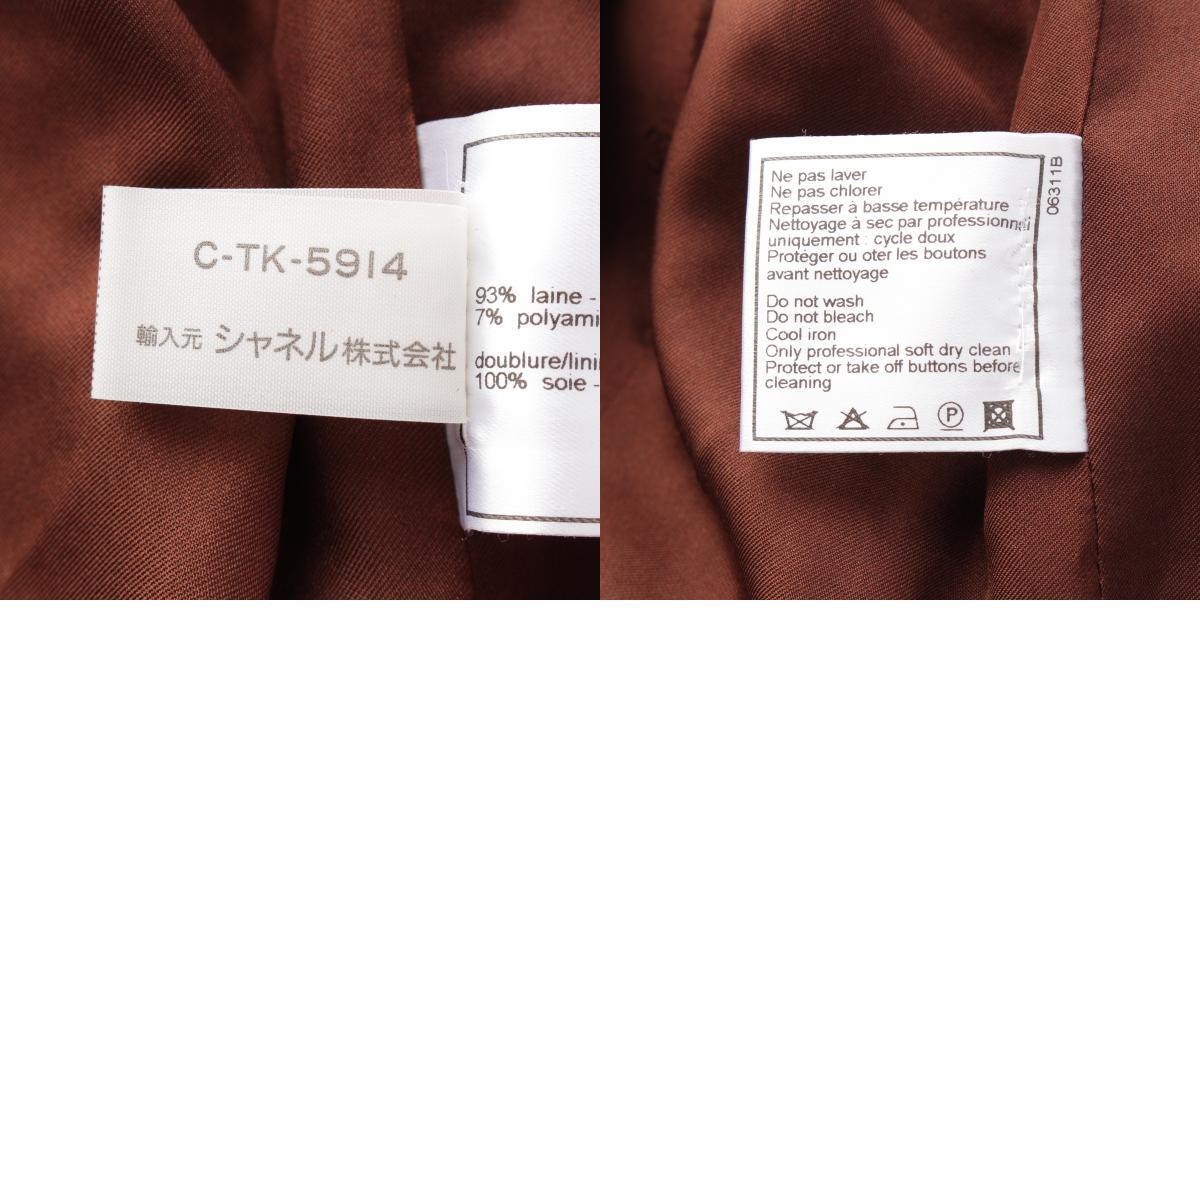 C-TK-5914
輸入元 シャネル株式会社
93% laine -
7% polyami
doublure/lini
100% soie -
Ne pas laver
Ne pas chlorer
Repasser à basse température
Nettoyage à sec par professionnel
uniquement : cycle doux
Protéger ou oter les boutons
avant nettoyage
Do not wash
Do not bleach
Cool iron
Only professional soft dry clean
Protect or take off buttons before
cleaning
P
06311B